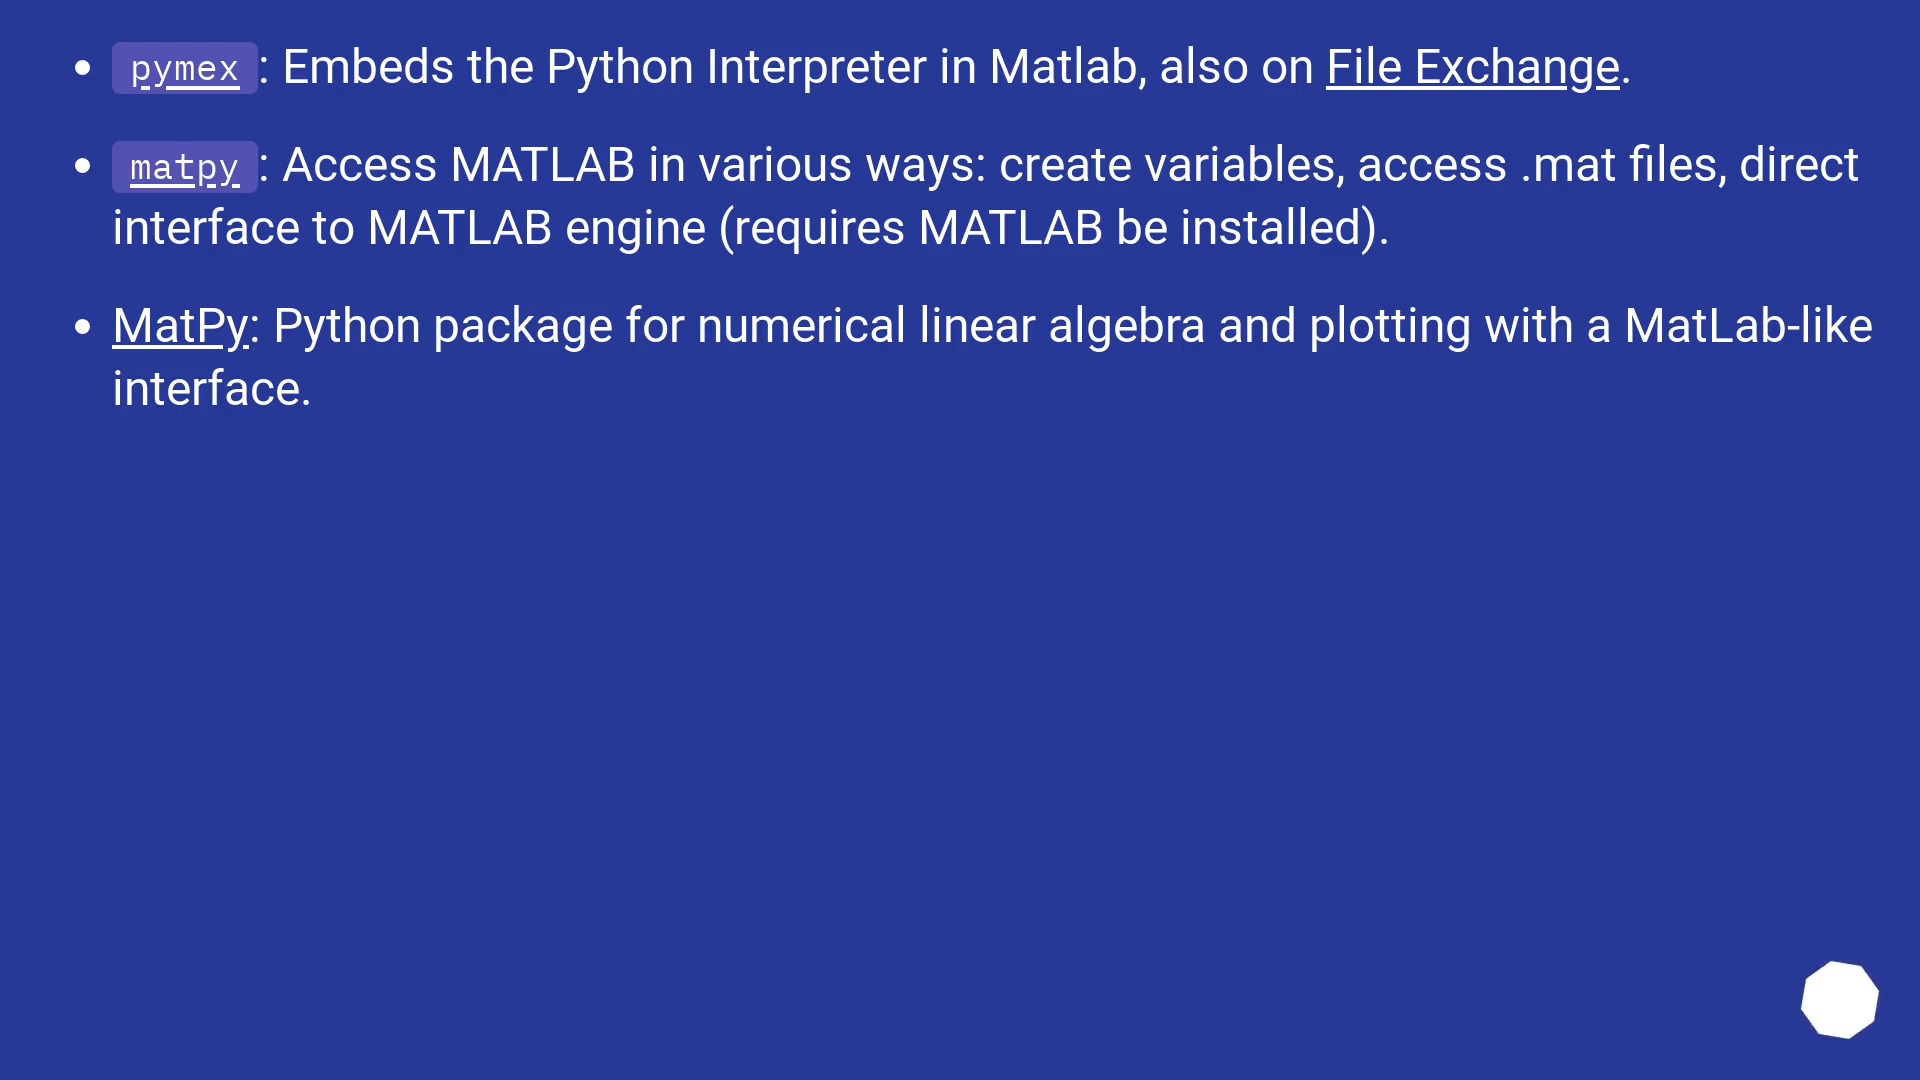 • pymex: Embeds the Python Interpreter in Matlab, also on File Exchange.
• matpy: Access MATLAB in various ways: create variables, access .mat files, direct
interface to MATLAB engine (requires MATLAB be installed).
• MatPy: Python package for numerical linear algebra and plotting with a MatLab-like
interface.